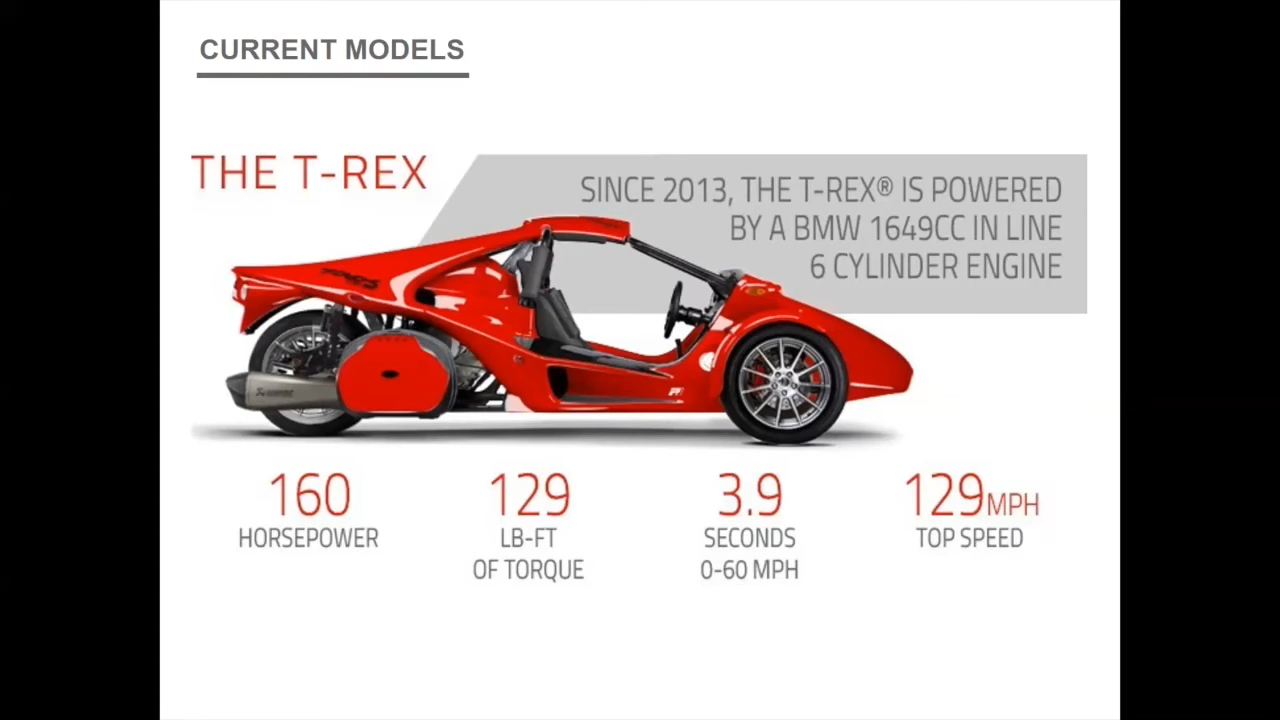 CURRENT MODELS
THE T-REX
SINCE 2013, THE T-REX® IS POWERED
BY A BMW 1649CC IN LINE
6 CYLINDER ENGINE
160
HORSEPOWER
129
LB-FT
OF TORQUE
3.9
SECONDS
0-60 MPH
129MPH
TOP SPEED